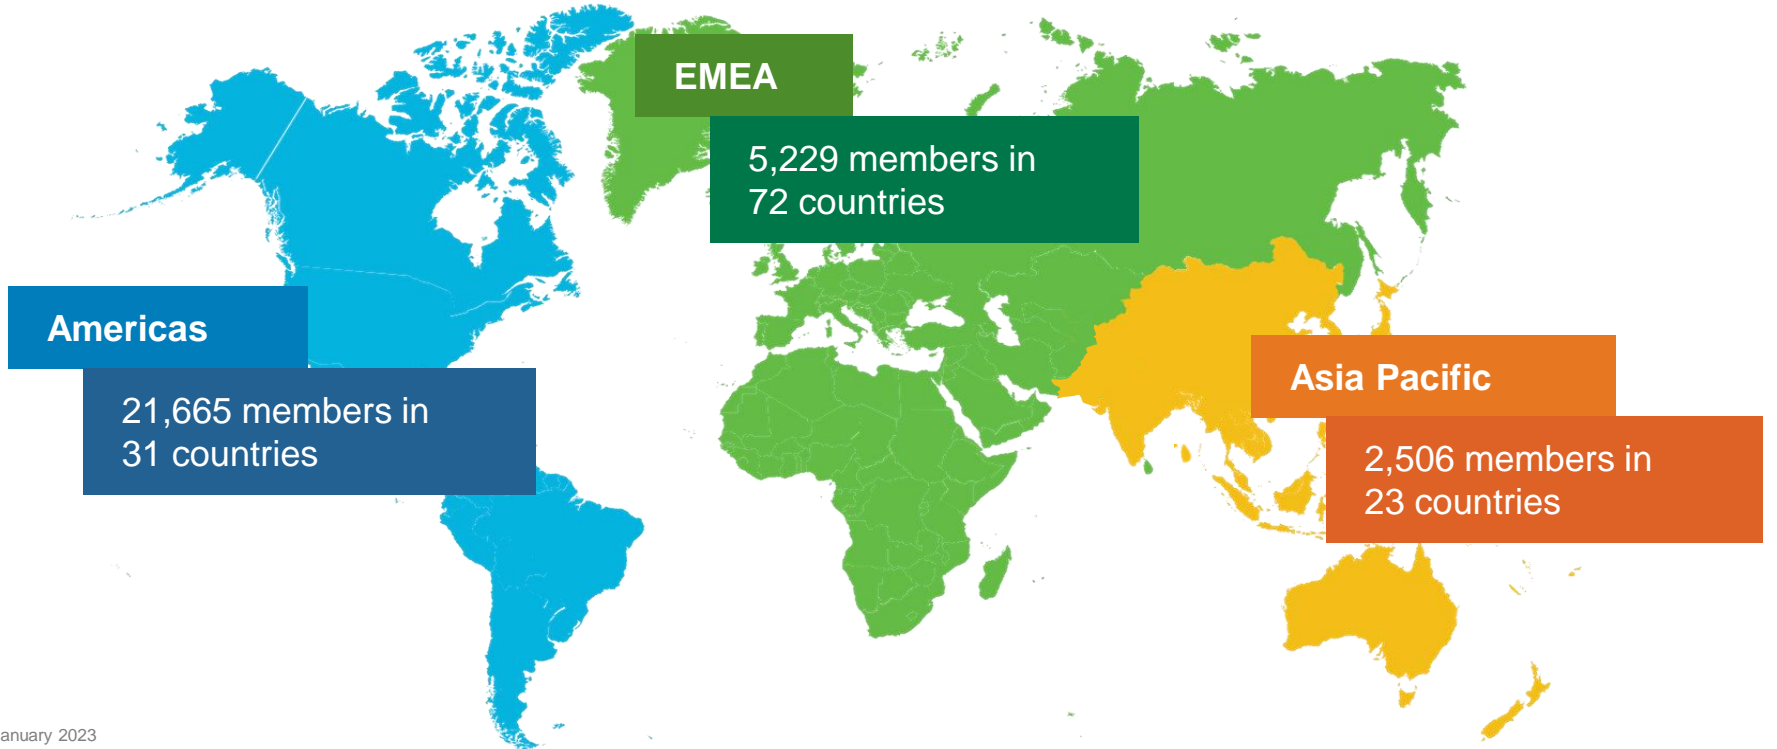 EMEA
5,229 members in
72 countries
Americas
21,665 members in
31 countries
Asia Pacific
2,506 members in
23 countries
anuary 2023